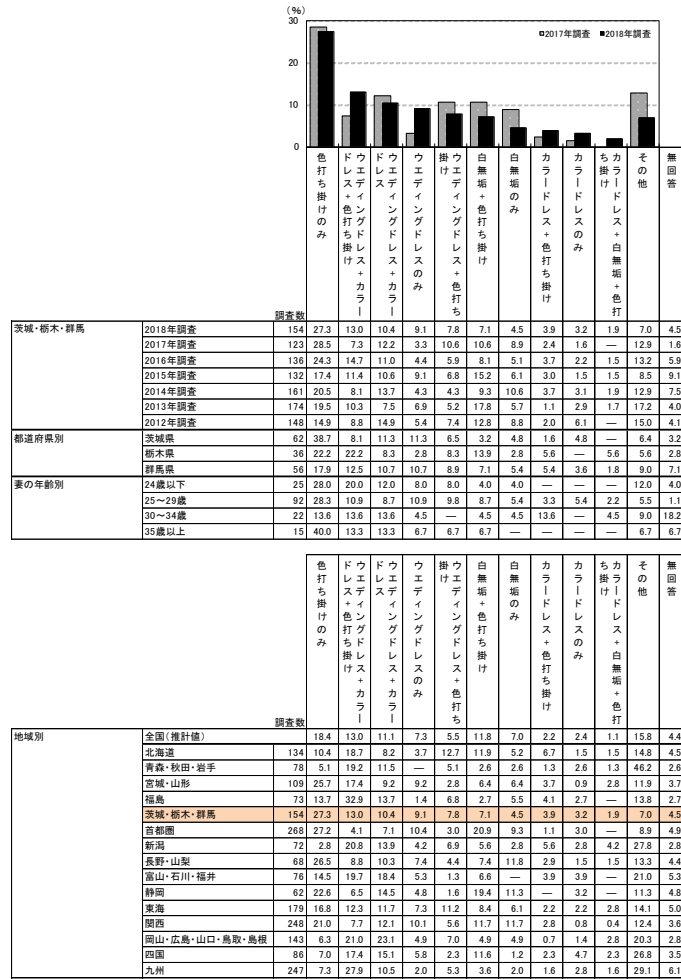 (%)
30
20
10
0
2017年調査 2018年調査
色打ち掛けのみ
ウエディングドレス+カラードレス+色打ち掛け
ウエディングドレス+カラードレス
ウエディングドレスのみ
ウエディングドレス+色打ち掛け
白無垢+色打ち掛け
白無垢のみ
カラードレス+色打ち掛け
カラードレスのみ
カラードレス+白無垢+色打ち掛け
その他
無回答
調査数
茨城・栃木・群馬 2018年調査 154 27.3 13.0 10.4 9.1 7.8 7.1 4.5 3.9 3.2 1.9 7.0 4.5
2017年調査 123 28.5 7.3 12.2 3.3 10.6 10.6 8.9 2.4 1.6 — 12.9 1.6
2016年調査 136 24.3 14.7 11.0 4.4 5.9 8.1 5.1 3.7 2.2 1.5 13.2 5.9
2015年調査 132 17.4 11.4 10.6 9.1 6.8 15.2 6.1 3.0 1.5 1.5 8.5 9.1
2014年調査 161 20.5 8.1 13.7 4.3 4.3 9.3 10.6 3.7 3.1 1.9 12.9 7.5
2013年調査 174 19.5 10.3 7.5 6.9 5.2 17.8 5.7 1.1 2.9 1.7 17.2 4.0
2012年調査 148 14.9 8.8 14.9 5.4 7.4 12.8 8.8 2.0 6.1 — 15.0 4.1
都道府県別 茨城県 62 38.7 8.1 11.3 11.3 6.5 3.2 4.8 1.6 4.8 — 6.4 3.2
栃木県 36 22.2 22.2 8.3 2.8 8.3 13.9 2.8 5.6 — 5.6 5.6 2.8
群馬県 56 17.9 12.5 10.7 10.7 8.9 7.1 5.4 5.4 3.6 1.8 9.0 7.1
妻の年齢別 24歳以下 25 28.0 20.0 12.0 8.0 8.0 4.0 4.0 — — — 12.0 4.0
25~29歳 92 28.3 10.9 8.7 10.9 9.8 8.7 5.4 3.3 5.4 2.2 5.5 1.1
30~34歳 22 13.6 13.6 13.6 4.5 — 4.5 4.5 13.6 — 4.5 9.0 18.2
35歳以上 15 40.0 13.3 13.3 6.7 6.7 6.7 — — — — 6.7 6.7
色打ち掛けのみ
ウエディングドレス+カラードレス+色打ち掛け
ウエディングドレス+カラードレス
ウエディングドレスのみ
ウエディングドレス+色打ち掛け
白無垢+色打ち掛け
白無垢のみ
カラードレス+色打ち掛け
カラードレスのみ
カラードレス+白無垢+色打ち掛け
その他
無回答
調査数
地域別 全国(推計値) 18.4 13.0 11.1 7.3 5.5 11.8 7.0 2.2 2.4 1.1 15.8 4.4
北海道 134 10.4 18.7 8.2 3.7 12.7 11.9 5.2 6.7 1.5 1.5 14.8 4.5
青森・秋田・岩手 78 5.1 19.2 11.5 — 5.1 2.6 2.6 1.3 2.6 1.3 46.2 2.6
宮城・山形 109 25.7 17.4 9.2 9.2 2.8 6.4 6.4 3.7 0.9 2.8 11.9 3.7
福島 73 13.7 32.9 13.7 1.4 6.8 2.7 5.5 4.1 2.7 — 13.8 2.7
茨城・栃木・群馬 154 27.3 13.0 10.4 9.1 7.8 7.1 4.5 3.9 3.2 1.9 7.0 4.5
首都圏 268 27.2 4.1 7.1 10.4 3.0 20.9 9.3 1.1 3.0 — 8.9 4.9
新潟 72 2.8 20.8 13.9 4.2 6.9 5.6 2.8 5.6 2.8 4.2 27.8 2.8
長野・山梨 68 26.5 8.8 10.3 7.4 4.4 7.4 11.8 2.9 1.5 1.5 13.3 4.4
富山・石川・福井 76 14.5 19.7 18.4 5.3 1.3 6.6 — 3.9 3.9 — 21.0 5.3
静岡 62 22.6 6.5 14.5 4.8 1.6 19.4 11.3 — 3.2 — 11.3 4.8
東海 179 16.8 12.3 11.7 7.3 11.2 8.4 6.1 2.2 2.2 2.8 14.1 5.0
関西 248 21.0 7.7 12.1 10.1 5.6 11.7 11.7 2.8 0.8 0.4 12.4 3.6
岡山・広島・山口・鳥取・島根 143 6.3 21.0 23.1 4.9 7.0 4.9 4.9 0.7 1.4 2.8 20.3 2.8
四国 86 7.0 17.4 15.1 5.8 2.3 11.6 1.2 2.3 4.7 2.3 26.8 3.5
九州 247 7.3 27.9 10.5 2.0 5.3 3.6 2.0 1.6 2.8 1.6 29.1 6.1